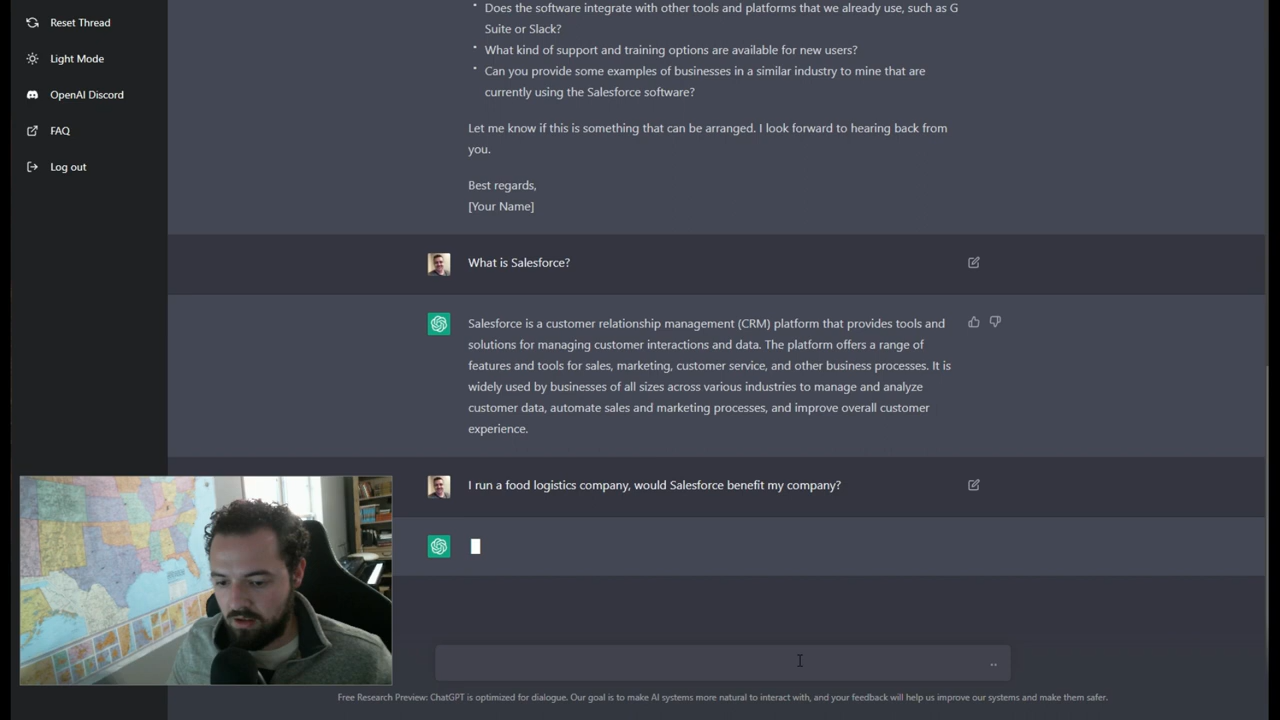 Reset Thread
Light Mode
OpenAI Discord
FAQ
Log out
Does the software integrate with other tools and platforms that we already use, such as G
Suite or Slack?
What kind of support and training options are available for new users?
Can you provide some examples of businesses in a similar industry to mine that are
currently using the Salesforce software?
Let me know if this is something that can be arranged. I look forward to hearing back from
you.
Best regards,
[Your Name]
What is Salesforce?
Salesforce is a customer relationship management (CRM) platform that provides tools and
solutions for managing customer interactions and data. The platform offers a range of
features and tools for sales, marketing, customer service, and other business processes. It is
widely used by businesses of all sizes across various industries to manage and analyze
customer data, automate sales and marketing processes, and improve overall customer
experience.
I run a food logistics company, would Salesforce benefit my company?
Free Research Preview: ChatGPT is optimized for dialogue. Our goal is to make AI systems more natural to interact with, and your feedback will help us improve our systems and make them safer.